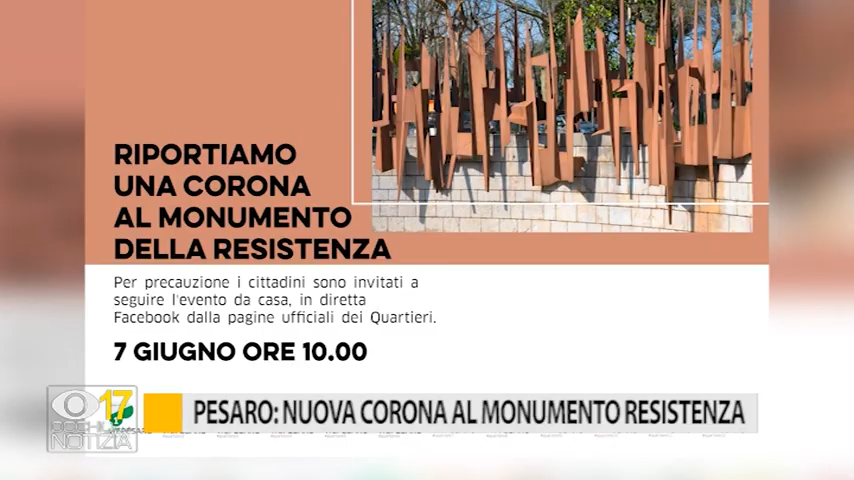 RIPORTIAMO
UNA CORONA
AL MONUMENTO
DELLA RESISTENZA
Per precauzione i cittadini sono invitati a
seguire l'evento da casa, in diretta
Facebook dalla pagine ufficiali dei Quartieri.
7 GIUGNO ORE 10.00
17
OCCHIO
NOTIZIA
PESARO: NUOVA CORONA AL MONUMENTO RESISTENZA